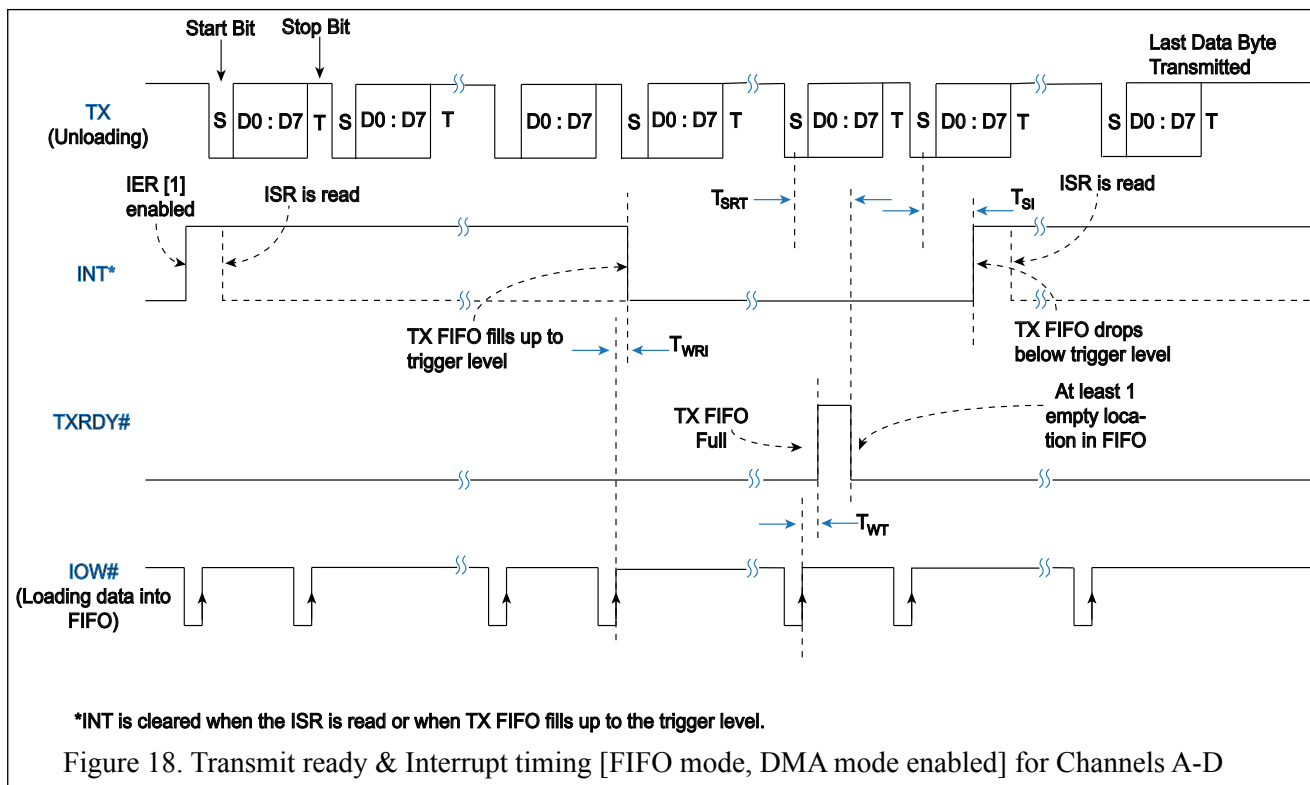 Start Bit
Stop Bit
Last Data Byte
Transmitted
TX
(Unloading)
S D0 : D7 T S D0 : D7 T D0 : D7 S D0 : D7 T S D0 : D7 T S D0 : D7 T S D0 : D7 T
IER [1]
enabled
ISR is read
TSRT
TSI
ISR is read
INT*
TX FIFO fills up to
trigger level
TWRI
TX FIFO drops
below trigger level
TXRDY#
TX FIFO
Full
At least 1
empty loca-
tion in FIFO
TWT
IOW#
(Loading data into
FIFO)
*INT is cleared when the ISR is read or when TX FIFO fills up to the trigger level.
Figure 18. Transmit ready & Interrupt timing [FIFO mode, DMA mode enabled] for Channels A-D